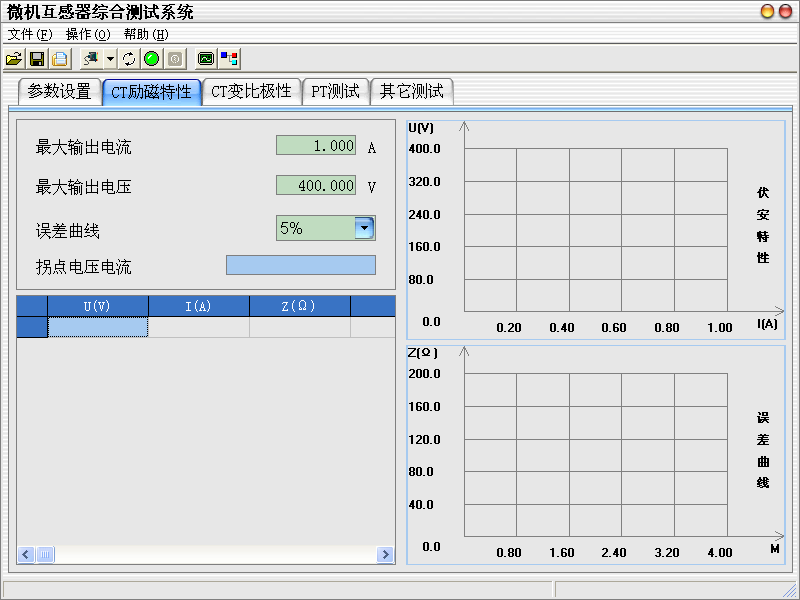 微机互感器综合测试系统
文件(F) 操作(O) 帮助(H)
参数设置 CT励磁特性 CT变比极性 PT测试 其它测试
最大输出电流 1.000 A
最大输出电压 400.000 V
误差曲线 5%
拐点电压电流
U(V) I(A) Z(Ω)
U(V)
400.0
320.0
240.0
160.0
80.0
0.0
0.20 0.40 0.60 0.80 1.00 I(A)
伏安特性
Z(Ω)
200.0
160.0
120.0
80.0
40.0
0.0
0.80 1.60 2.40 3.20 4.00 M
误差曲线